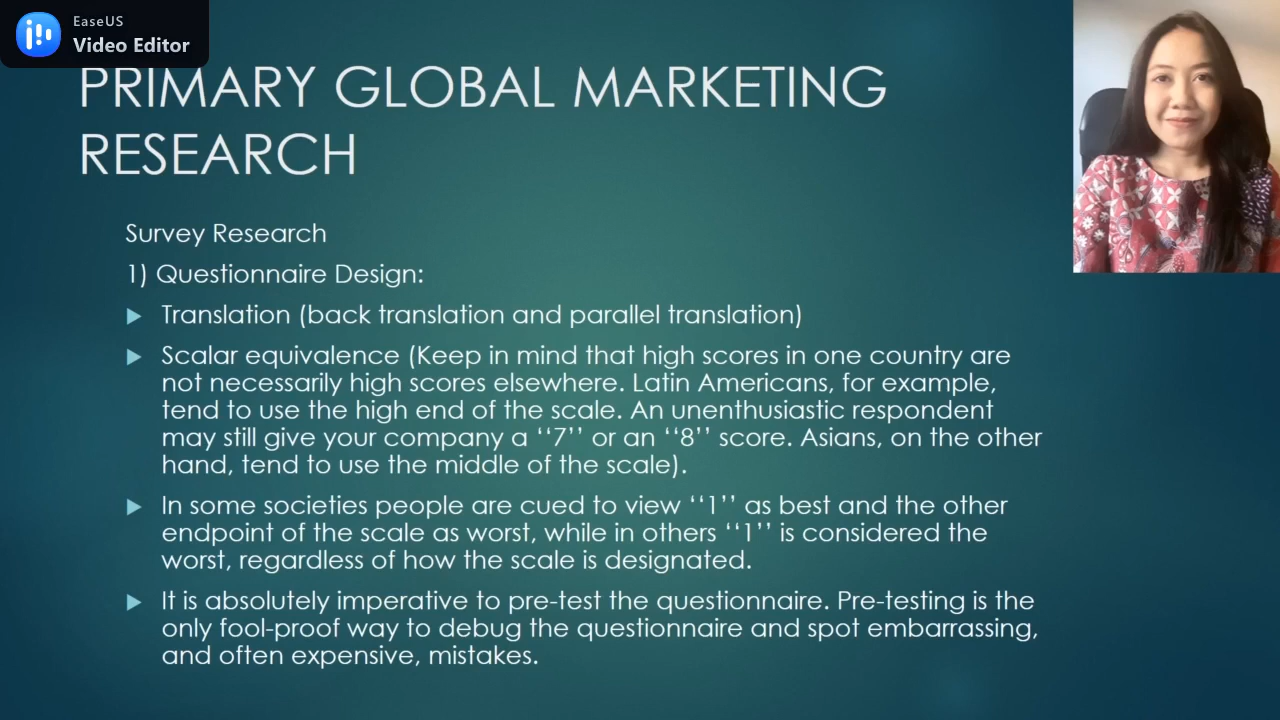 EaseUS
Video Editor
PRIMARY GLOBAL MARKETING
RESEARCH
Survey Research
1) Questionnaire Design:
Translation (back translation and parallel translation)
Scalar equivalence (Keep in mind that high scores in one country are
not necessarily high scores elsewhere. Latin Americans, for example,
tend to use the high end of the scale. An unenthusiastic respondent
may still give your company a ‘‘7’’ or an ‘‘8’’ score. Asians, on the other
hand, tend to use the middle of the scale).
In some societies people are cued to view ‘‘1’’ as best and the other
endpoint of the scale as worst, while in others ‘‘1’’ is considered the
worst, regardless of how the scale is designated.
It is absolutely imperative to pre-test the questionnaire. Pre-testing is the
only fool-proof way to debug the questionnaire and spot embarrassing,
and often expensive, mistakes.